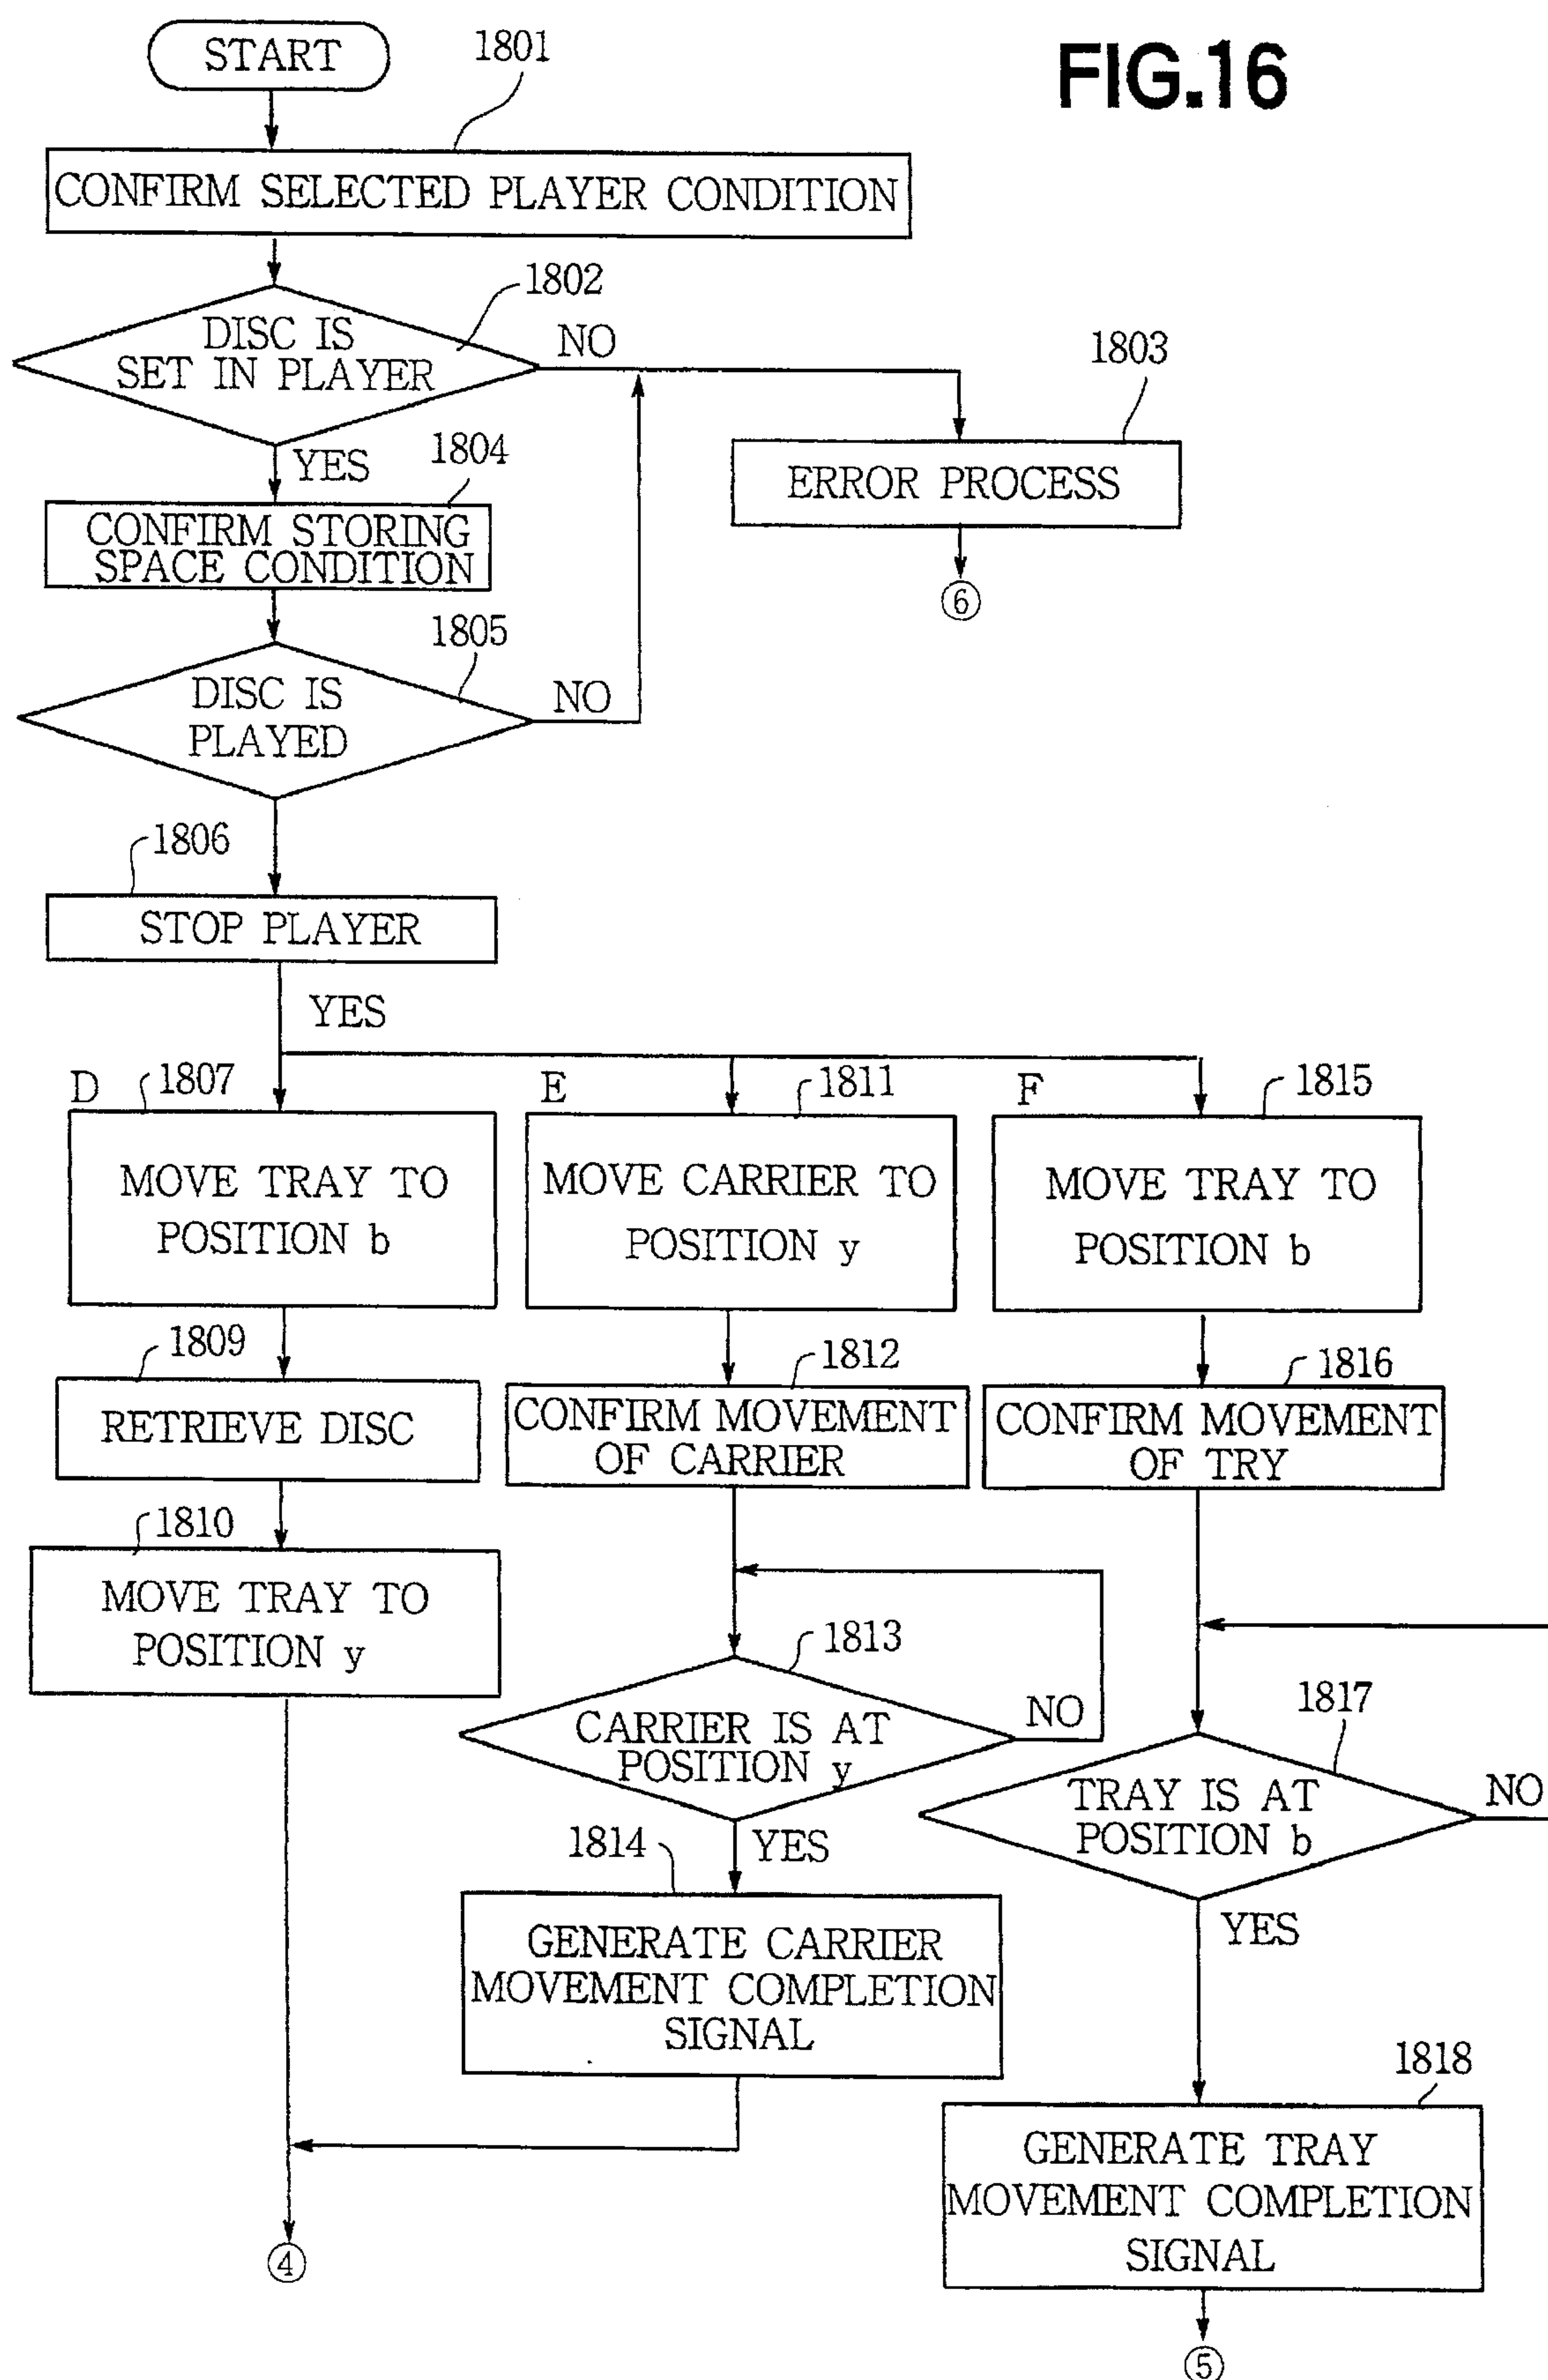 FIG.16
START
1801
CONFIRM SELECTED PLAYER CONDITION
1802
DISC IS
SET IN PLAYER
NO
1803
ERROR PROCESS
⑥
YES
1804
CONFIRM STORING
SPACE CONDITION
1805
DISC IS
PLAYED
NO
1806
STOP PLAYER
YES
D
1807
MOVE TRAY TO
POSITION b
1809
RETRIEVE DISC
1810
MOVE TRAY TO
POSITION y
④
E
1811
MOVE CARRIER TO
POSITION y
1812
CONFIRM MOVEMENT
OF CARRIER
1813
CARRIER IS AT
POSITION y
NO
YES
1814
GENERATE CARRIER
MOVEMENT COMPLETION
SIGNAL
F
1815
MOVE TRAY TO
POSITION b
1816
CONFIRM MOVEMENT
OF TRY
1817
TRAY IS AT
POSITION b
NO
YES
1818
GENERATE TRAY
MOVEMENT COMPLETION
SIGNAL
⑤